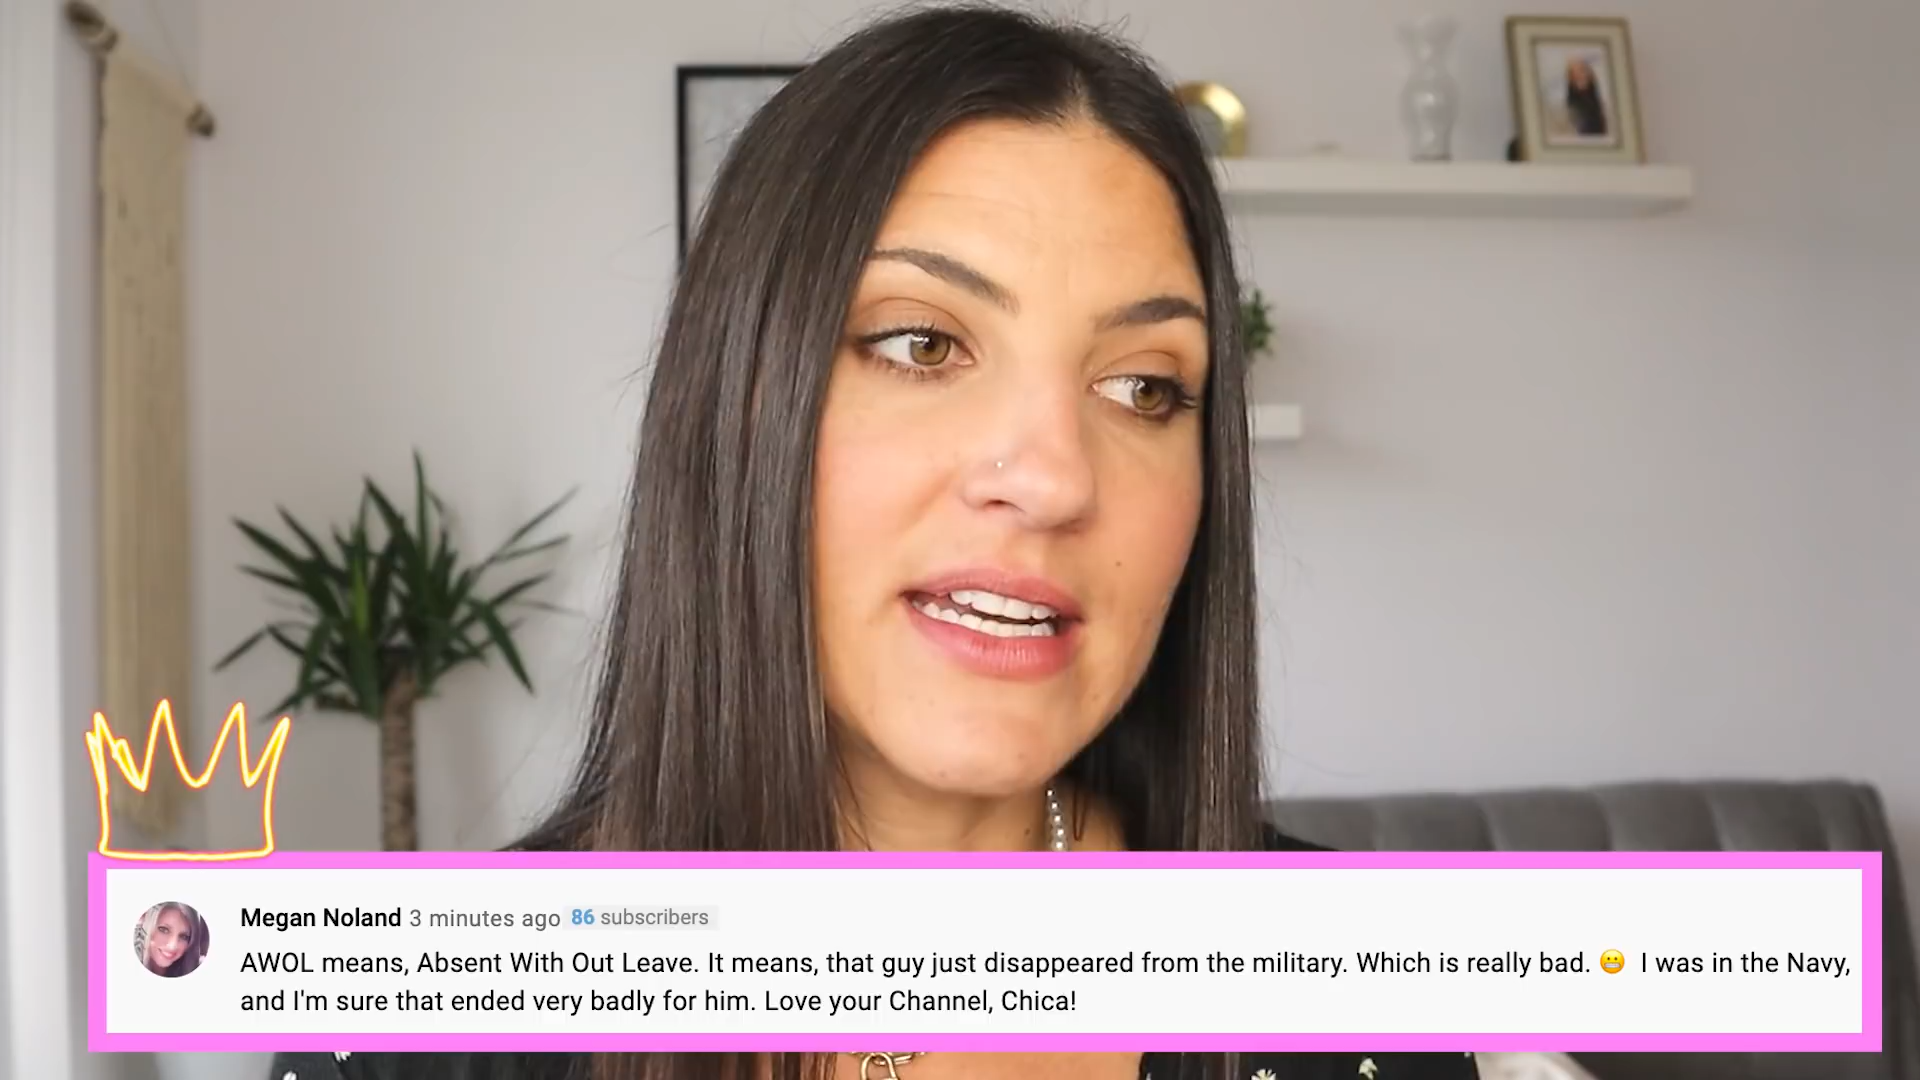 Megan Noland 3 minutes ago 86 subscribers
AWOL means, Absent With Out Leave. It means, that guy just disappeared from the military. Which is really bad. 😬 I was in the Navy,
and I'm sure that ended very badly for him. Love your Channel, Chica!